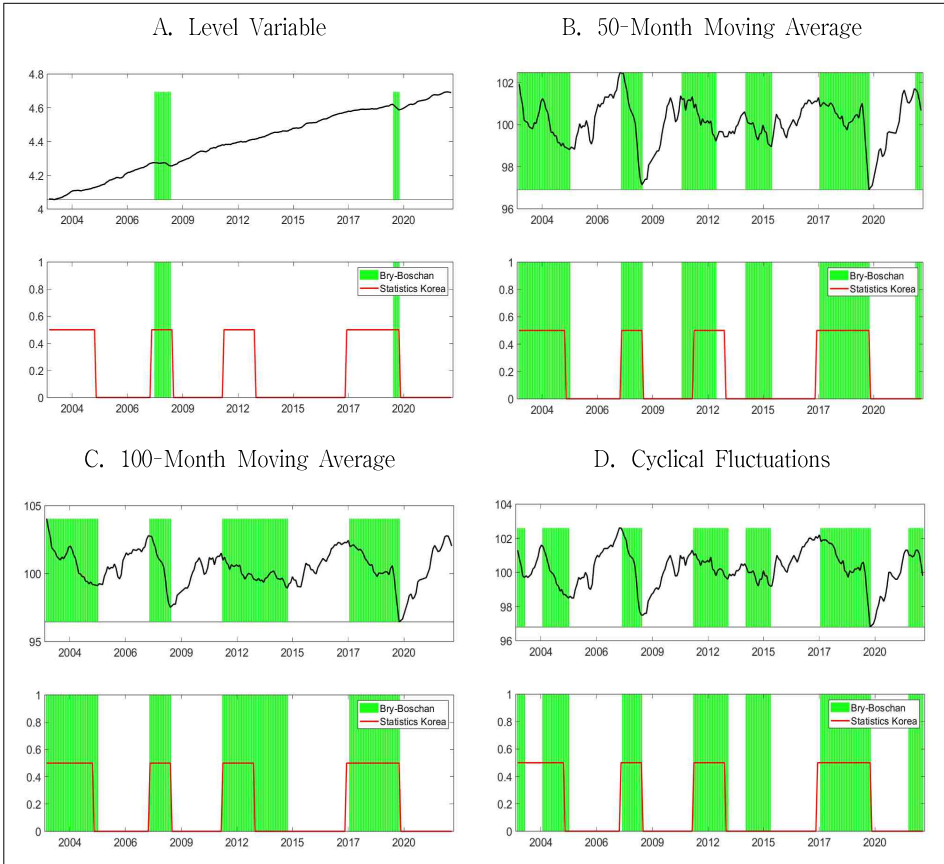 A. Level Variable
4.8
4.6
4.4
4.2
4
2004 2006 2009 2012 2015 2017 2020
1
0.8
0.6
0.4
0.2
0
Bry-Boschan
Statistics Korea
2004 2006 2009 2012 2015 2017 2020
B. 50-Month Moving Average
102
100
98
96
2004 2006 2009 2012 2015 2017 2020
1
0.8
0.6
0.4
0.2
0
Bry-Boschan
Statistics Korea
2004 2006 2009 2012 2015 2017 2020
C. 100-Month Moving Average
105
100
95
2004 2006 2009 2012 2015 2017 2020
1
0.8
0.6
0.4
0.2
0
Bry-Boschan
Statistics Korea
2004 2006 2009 2012 2015 2017 2020
D. Cyclical Fluctuations
104
102
100
98
96
2004 2006 2009 2012 2015 2017 2020
1
0.8
0.6
0.4
0.2
0
Bry-Boschan
Statistics Korea
2004 2006 2009 2012 2015 2017 2020